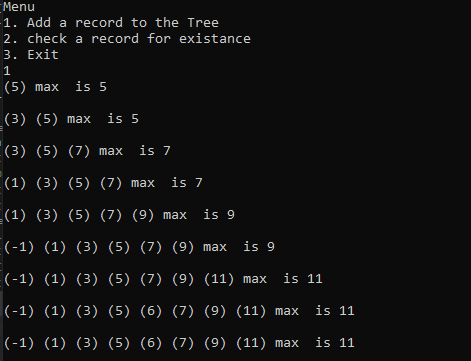 Menu
1. Add a record to the Tree
2. check a record for existance
3. Exit
1
(5) max  is 5
(3) (5) max  is 5
(3) (5) (7) max  is 7
(1) (3) (5) (7) max  is 7
(1) (3) (5) (7) (9) max  is 9
(-1) (1) (3) (5) (7) (9) max  is 9
(-1) (1) (3) (5) (7) (9) (11) max  is 11
(-1) (1) (3) (5) (6) (7) (9) (11) max  is 11
(-1) (1) (3) (5) (6) (7) (9) (11) max  is 11